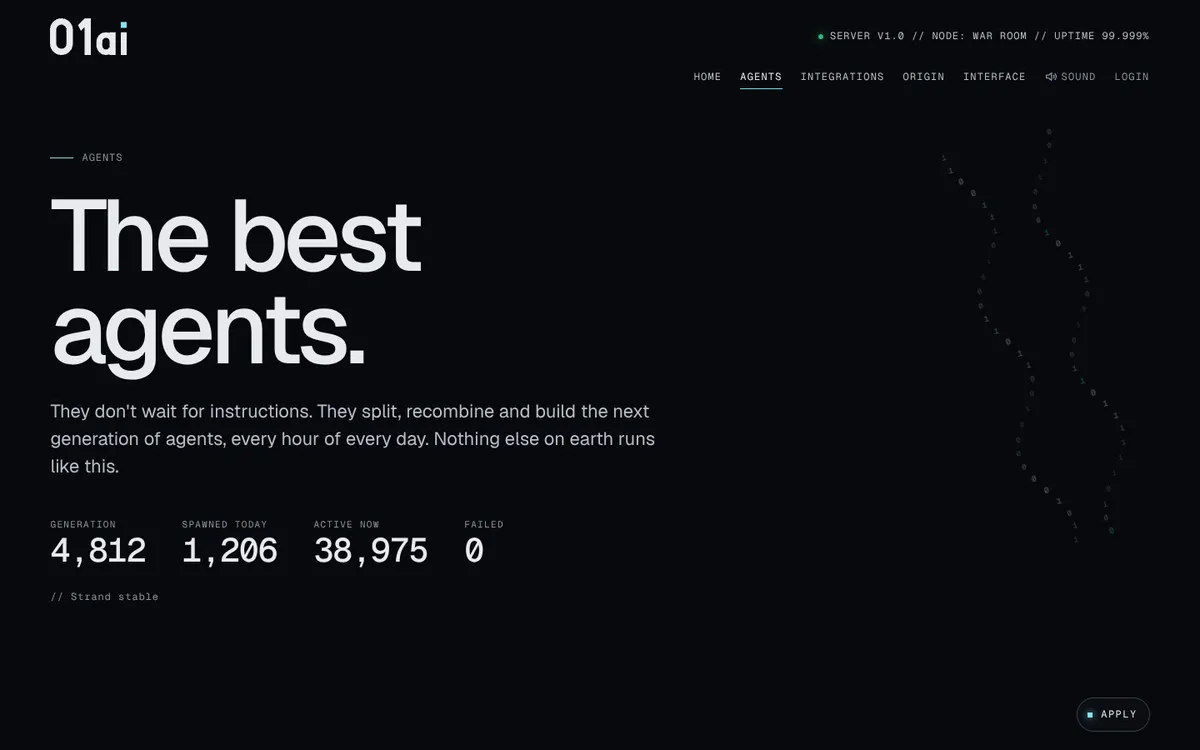 01ai
SERVER V1.0 // NODE: WAR ROOM // UPTIME 99.999%
HOME AGENTS INTEGRATIONS ORIGIN INTERFACE SOUND LOGIN
AGENTS
The best
agents.
They don't wait for instructions. They split, recombine and build the next
generation of agents, every hour of every day. Nothing else on earth runs
like this.
GENERATION SPAWNED TODAY ACTIVE NOW FAILED
4,812 1,206 38,975 0
// Strand stable
APPLY